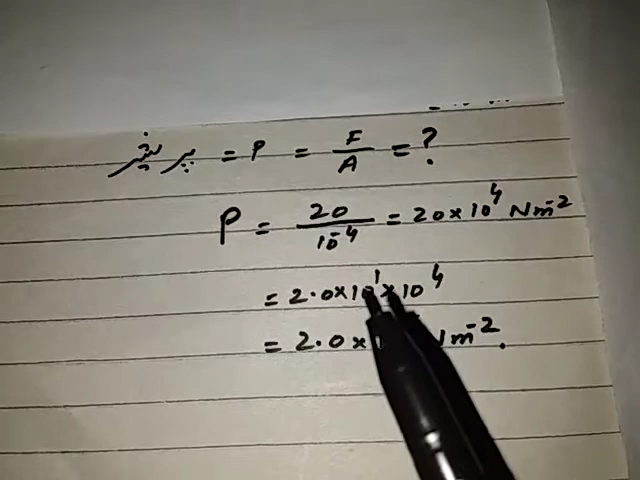 پریشر = P = F/A = ?
P = 20/10⁻⁴ = 20×10⁴ Nm⁻²
= 2.0×10¹×10⁴
= 2.0× Nm⁻².